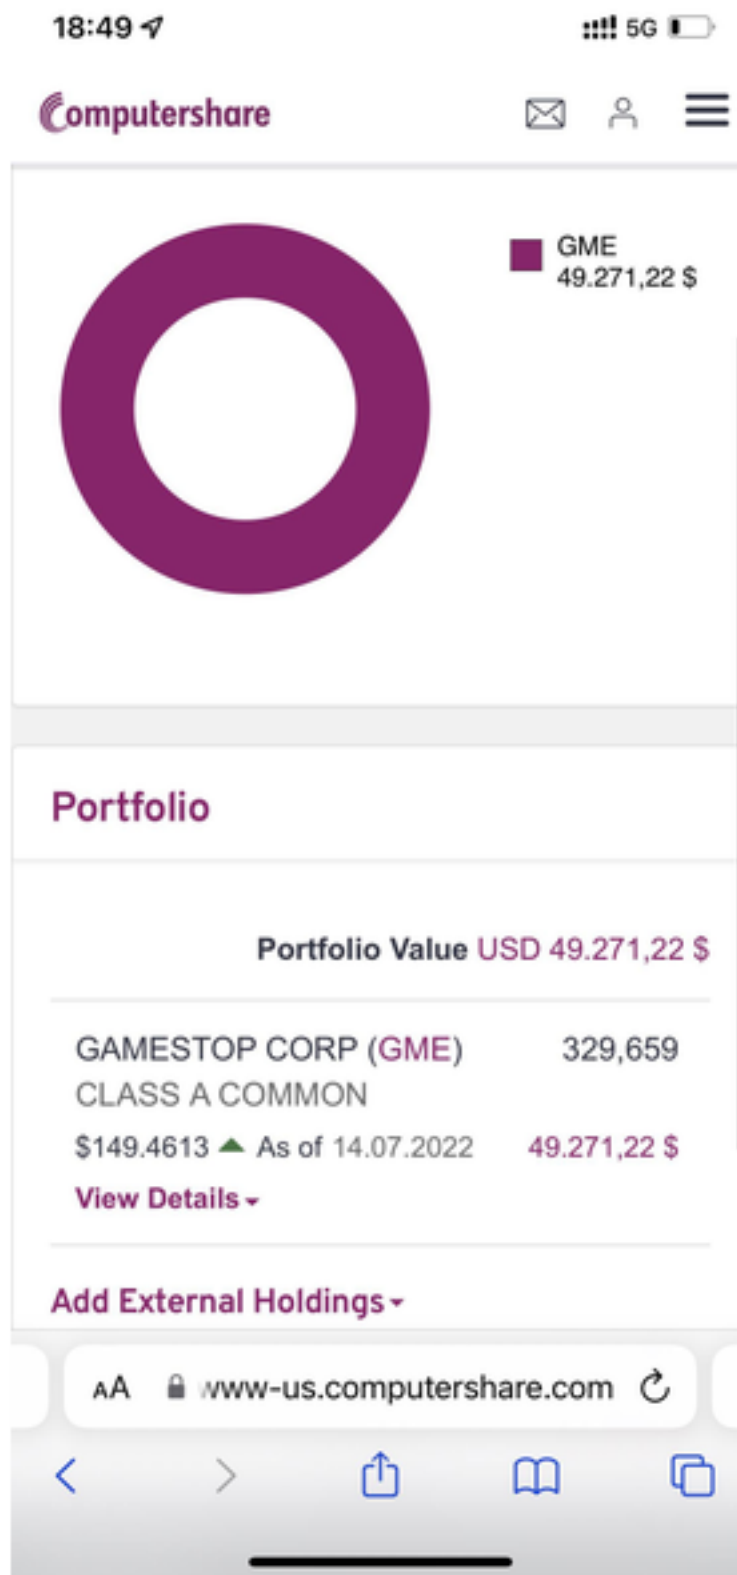 18:49
5G
Computershare
GME
49.271,22 $
Portfolio
Portfolio Value USD 49.271,22 $
GAMESTOP CORP (GME) 329,659
CLASS A COMMON
$149.4613 As of 14.07.2022 49.271,22 $
View Details
Add External Holdings
AA www-us.computershare.com